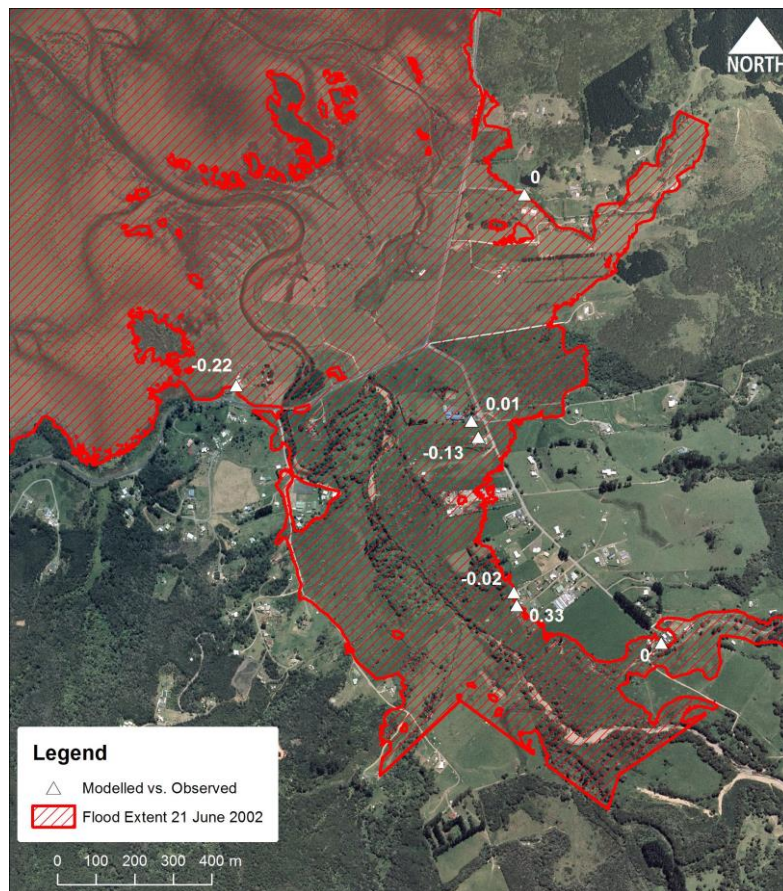 NORTH
0
-0.22
0.01
-0.13
-0.02
0.33
0
Legend
Modelled vs. Observed
Flood Extent 21 June 2002
0 100 200 300 400 m